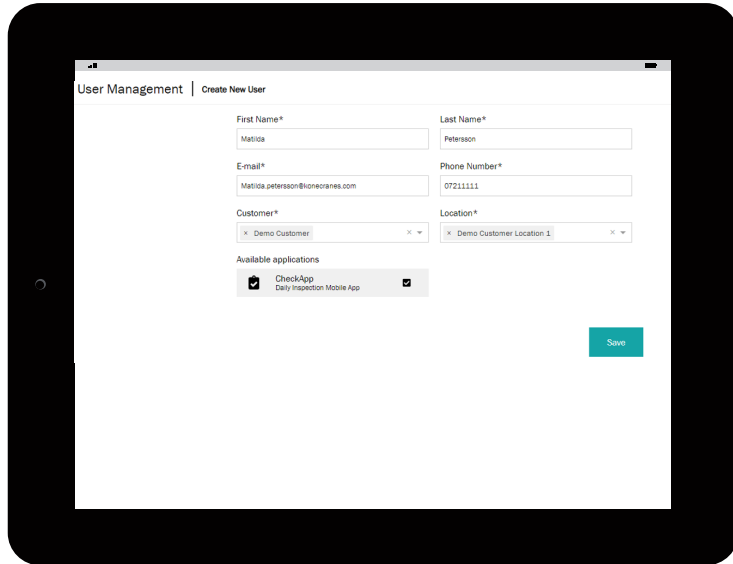 User Management | Create New User
First Name*
Last Name*
Matilda
Petersson
E-mail*
Phone Number*
Matilda.petersson@konecranes.com
07211111
Customer*
Location*
× Demo Customer ×
× Demo Customer Location 1 ×
Available applications
CheckApp
Daily Inspection Mobile App
Save